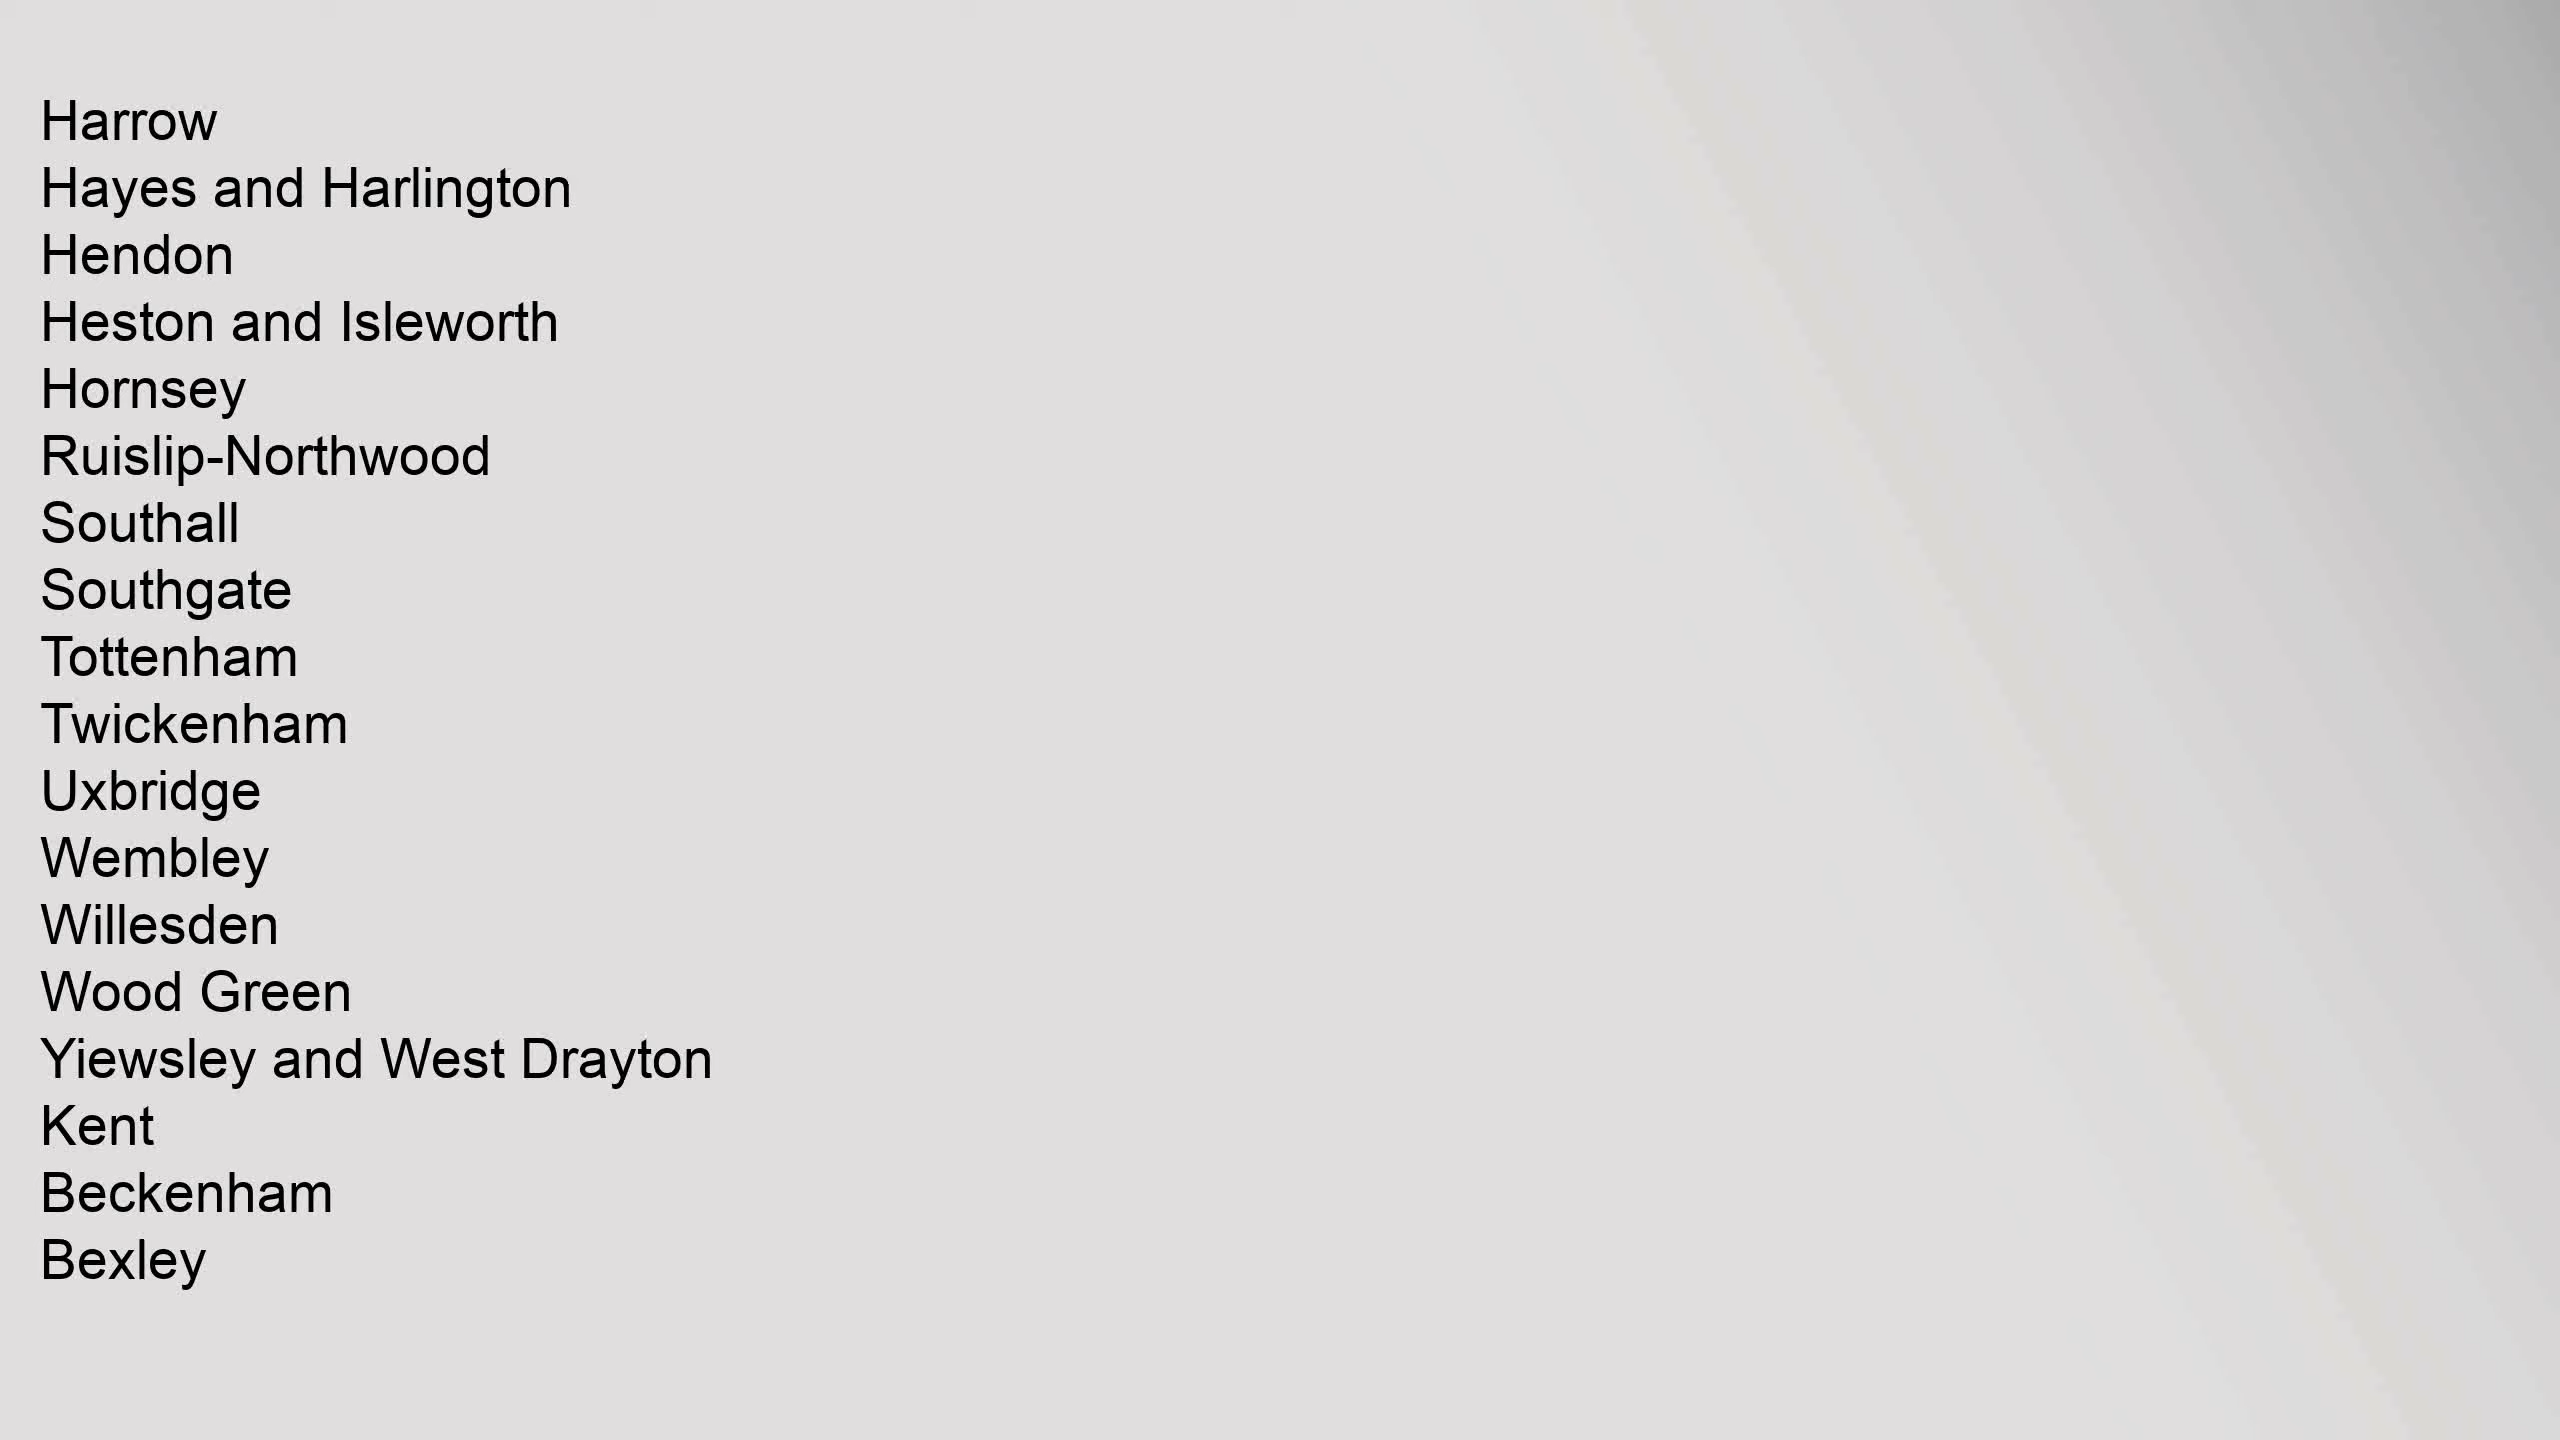 Harrow
Hayes and Harlington
Hendon
Heston and Isleworth
Hornsey
Ruislip-Northwood
Southall
Southgate
Tottenham
Twickenham
Uxbridge
Wembley
Willesden
Wood Green
Yiewsley and West Drayton
Kent
Beckenham
Bexley